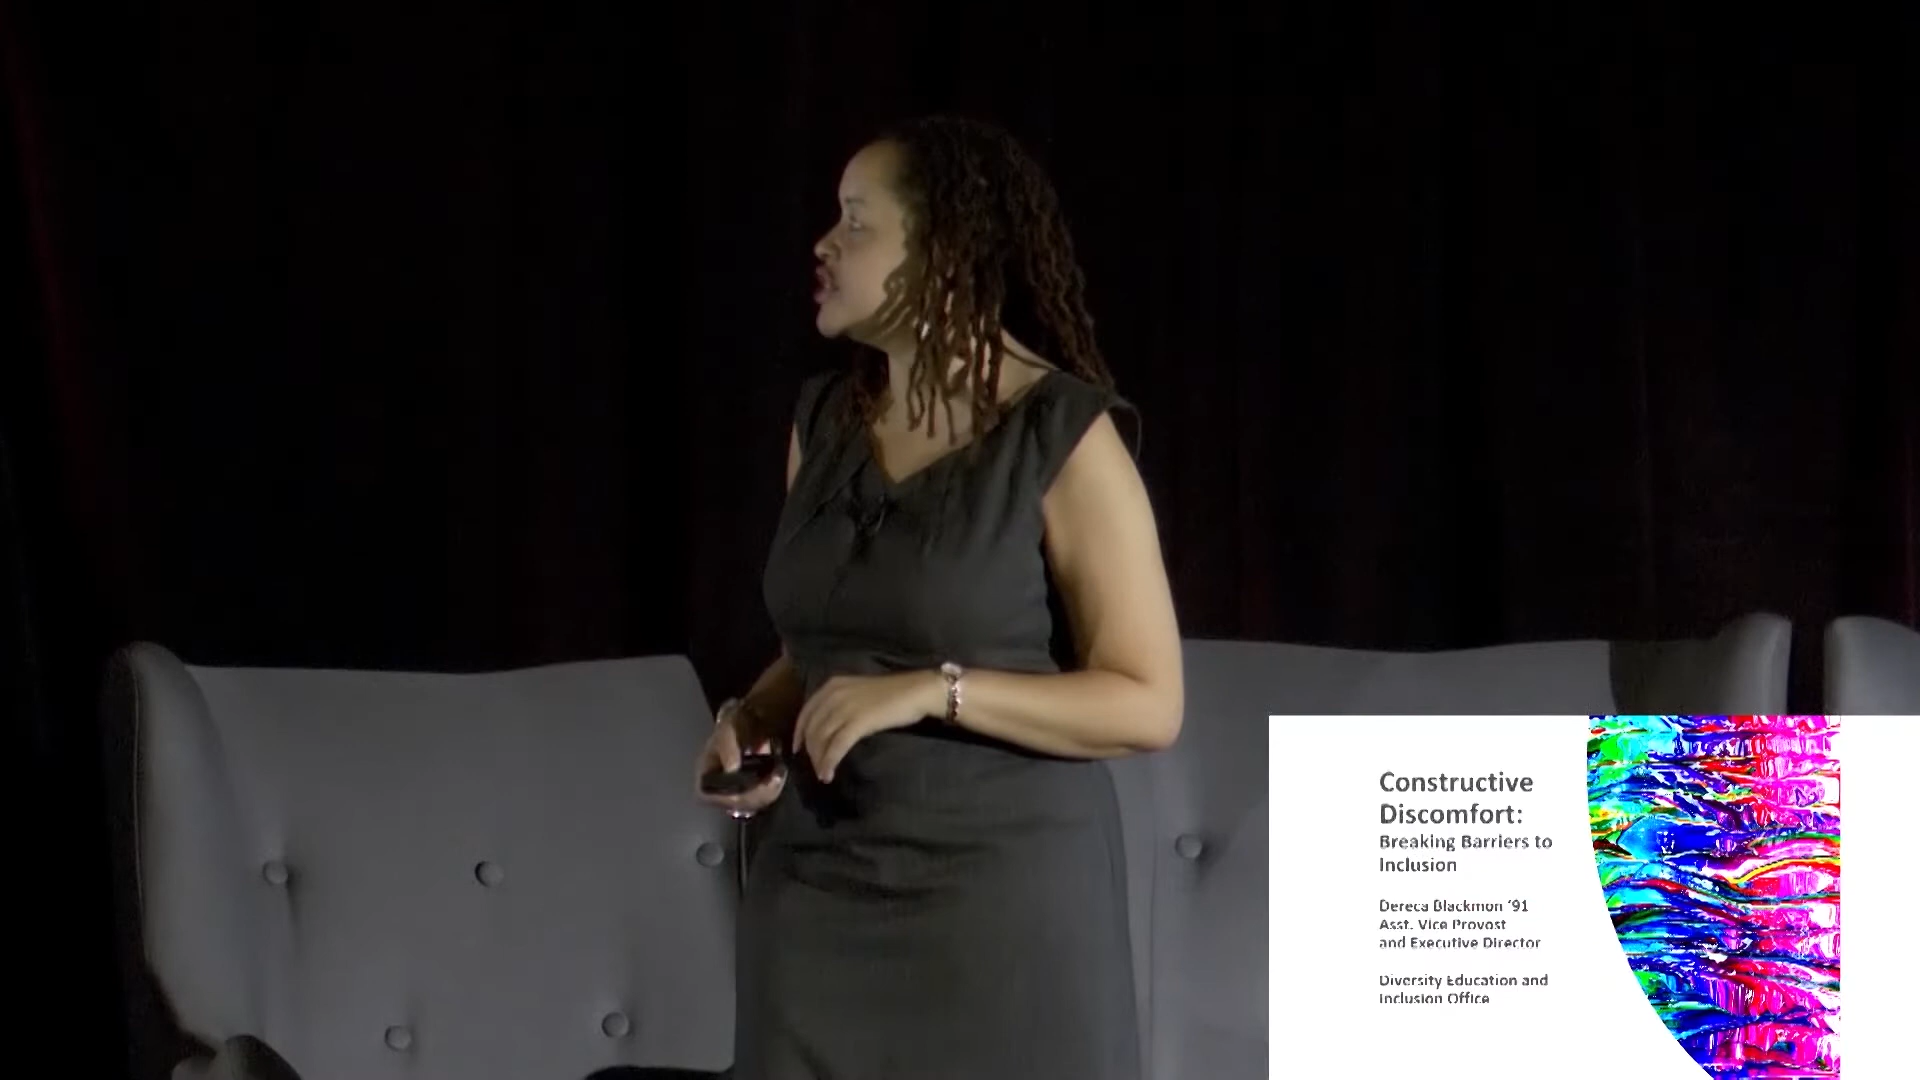 Constructive
Discomfort:
Breaking Barriers to
Inclusion
Dereca Blackmon ‘91
Asst. Vice Provost
and Executive Director
Diversity Education and
Inclusion Office